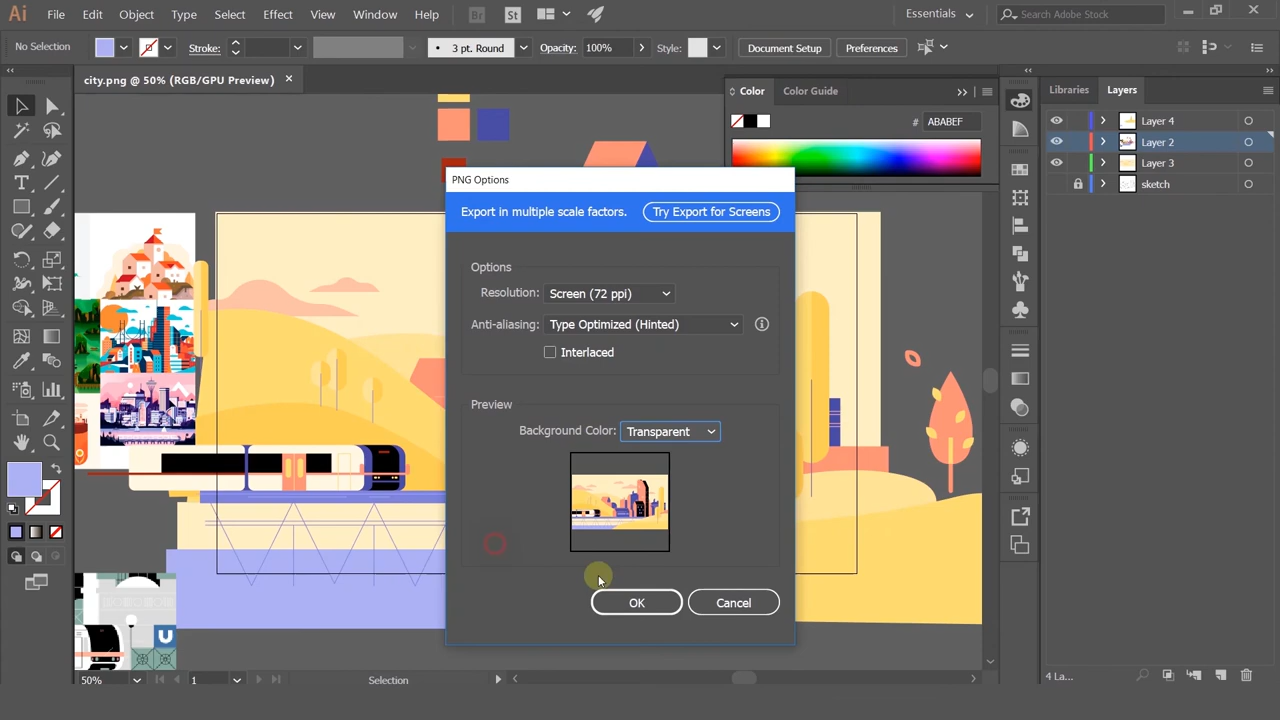 Ai File Edit Object Type Select Effect View Window Help Br St Essentials Search Adobe Stock
No Selection Stroke: 3 pt. Round Opacity: 100% Style: Document Setup Preferences
city.png @ 50% (RGB/GPU Preview)
Color Color Guide
# ABABEF
Libraries Layers
Layer 4
Layer 2
Layer 3
sketch
PNG Options
Export in multiple scale factors. Try Export for Screens
Options
Resolution: Screen (72 ppi)
Anti-aliasing: Type Optimized (Hinted)
Interlaced
Preview
Background Color: Transparent
OK Cancel
U
50% 1 Selection 4 La...